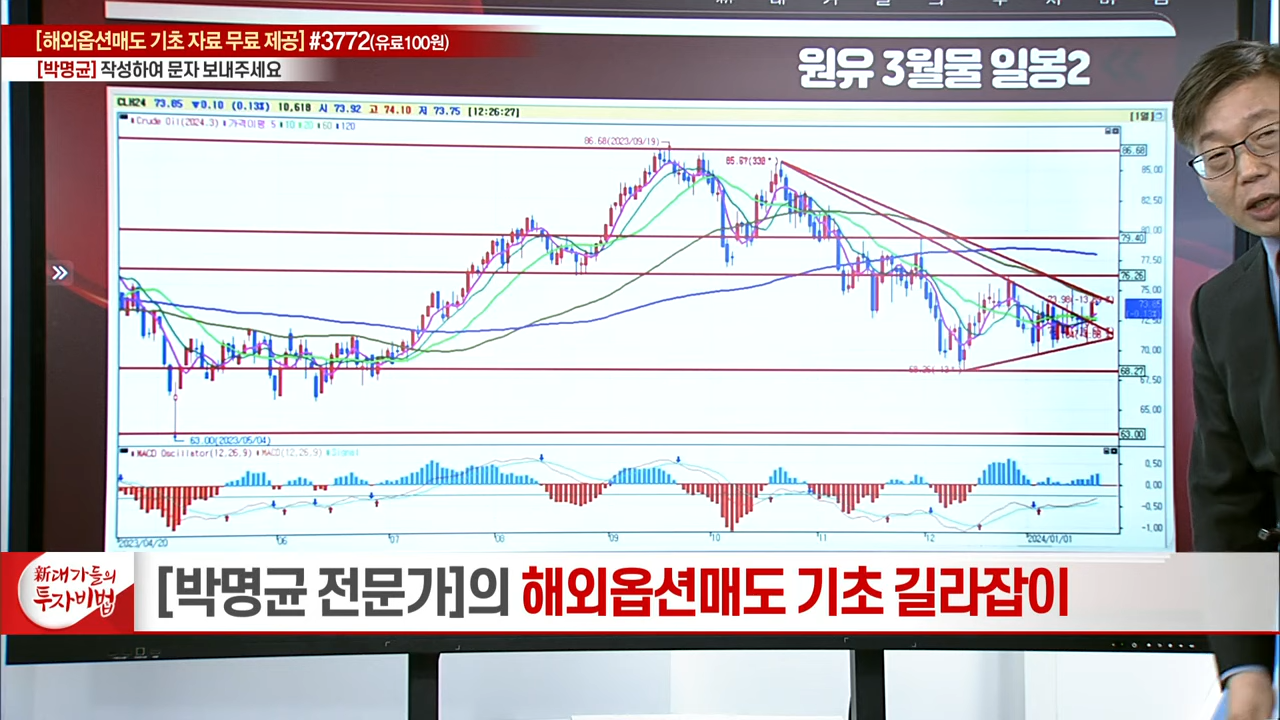 [해외옵션매도 기초 자료 무료 제공] #3772(유료100원)
[박명균] 작성하여 문자 보내주세요
원유 3월물 일봉2
CLH24 73.85 ▼0.10 (0.13%) 10,618 시 73.92 고 74.10 저 73.75 [12:26:27]
[1일]
Crude Oil(2024.3) 가격이평 5 10 20 60 120
86.68(2023/09/19)
86.68
85.00
82.50
80.00
79.40
77.50
76.26
75.00
73.85
72.50
70.00
68.27
67.50
65.00
63.00
63.00(2023/05/04)
MACD Oscillator(12,26,9) MACD(12,26,9) Signal
0.50
0.00
-0.50
-1.00
2023/04/20 06 07 08 09 10 11 12 2024/01/01
新대가들의
투자비법
[박명균 전문가]의 해외옵션매도 기초 길라잡이